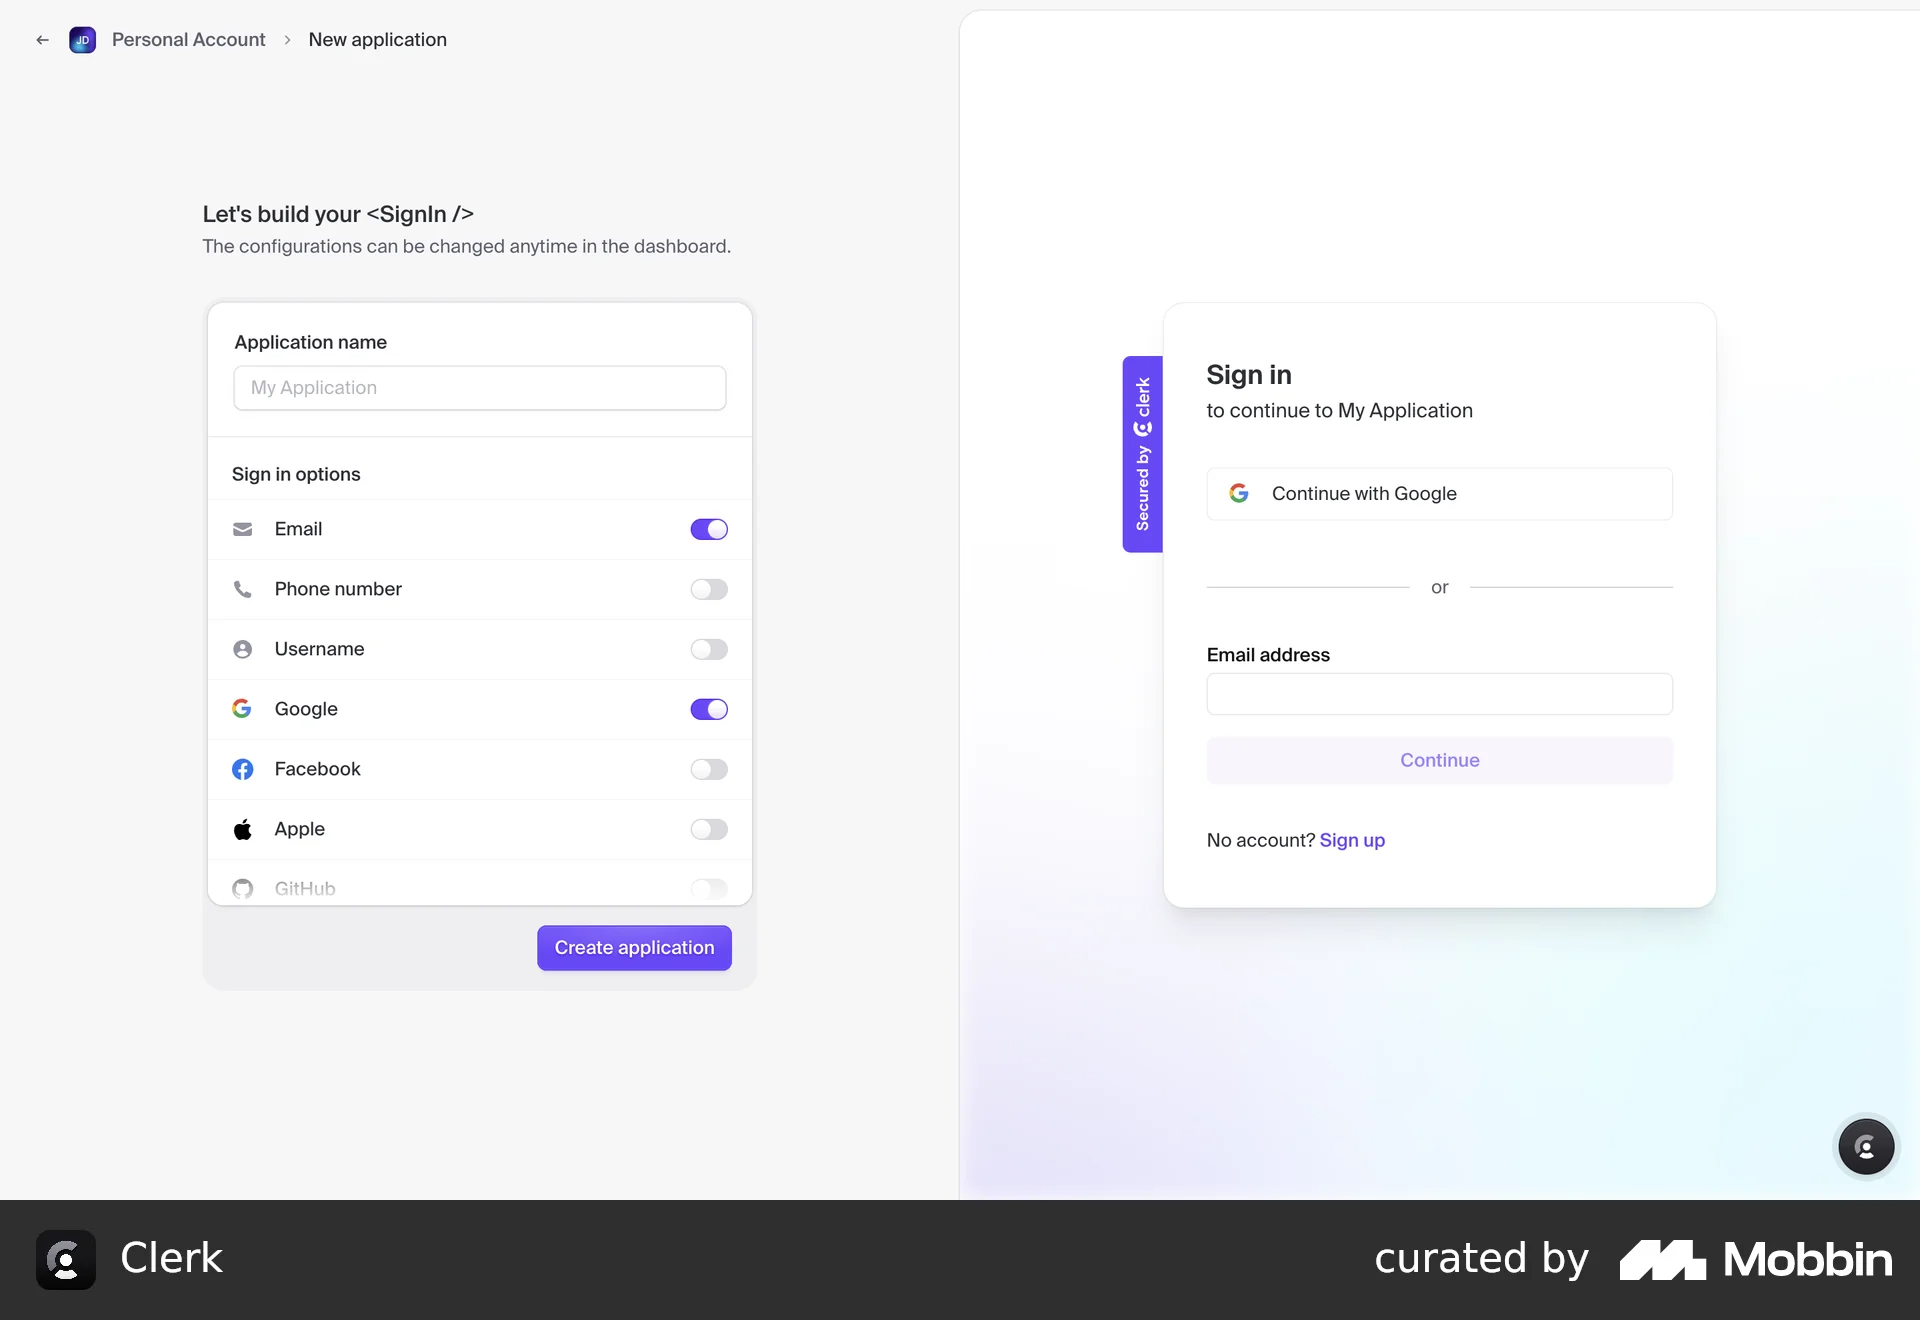 JD Personal Account New application
Let's build your <SignIn />
The configurations can be changed anytime in the dashboard.
Application name
My Application
Sign in options
Email
Phone number
Username
Google
Facebook
Apple
GitHub
Create application
Secured by clerk
Sign in
to continue to My Application
Continue with Google
or
Email address
Continue
No account? Sign up
Clerk
curated by Mobbin